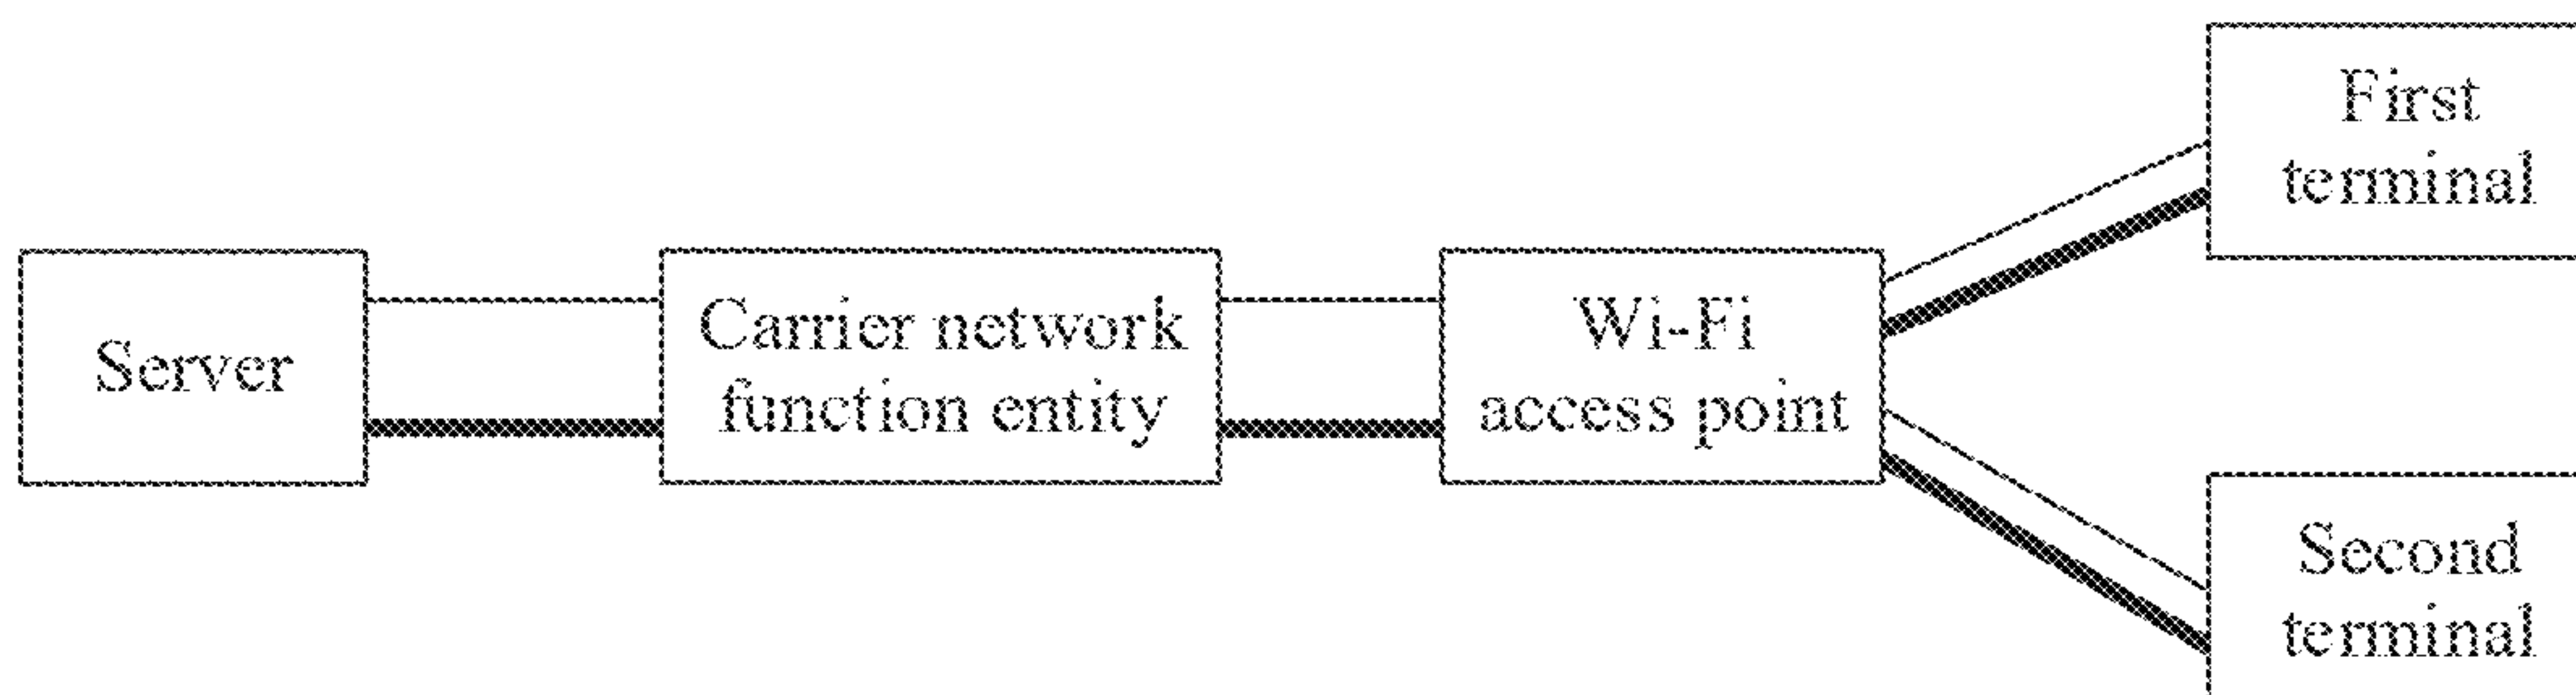 Server
Carrier network
function entity
Wi-Fi
access point
First
terminal
Second
terminal